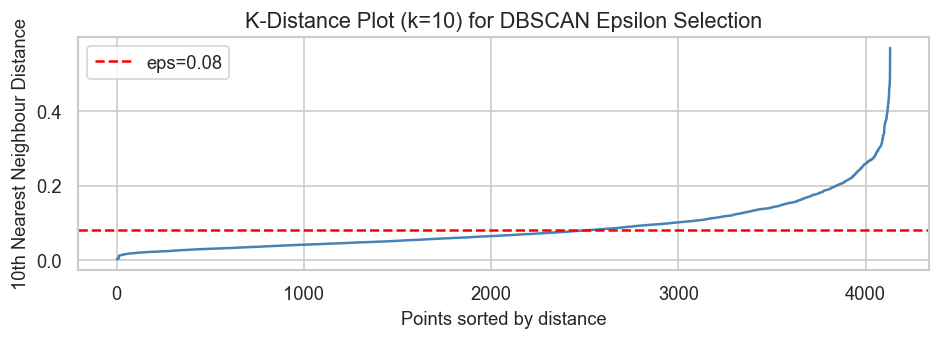 K-Distance Plot (k=10) for DBSCAN Epsilon Selection
10th Nearest Neighbour Distance
eps=0.08
0.4
0.2
0.0
0
1000
2000
3000
4000
Points sorted by distance